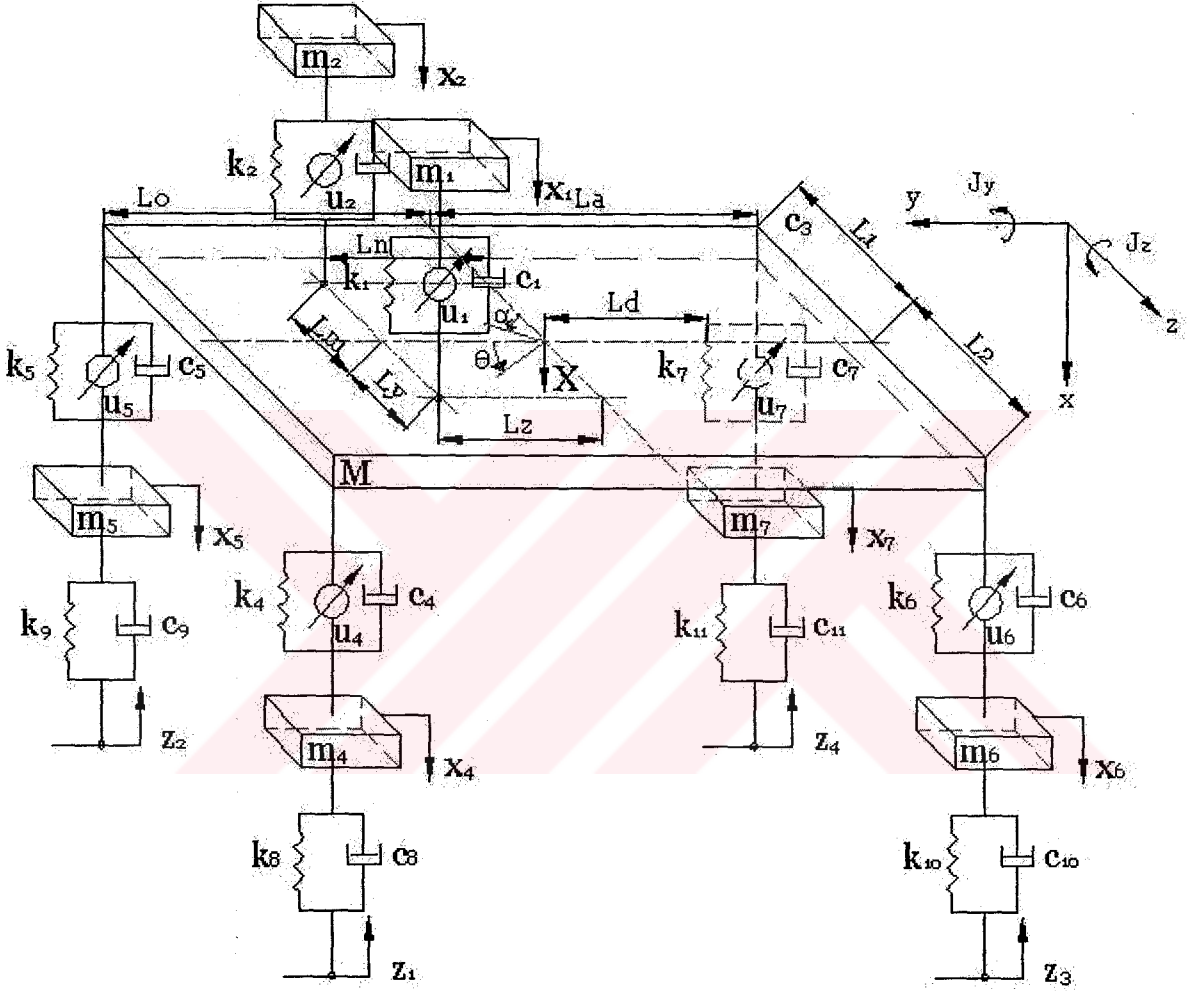 m₂
x₂
k₂
u₂
m₁
x₁
Lo
La
c₃
L1
L2
y
Jy
Jz
z
x
Ln
k₁
u₁
c₁
α
θ
X
Ld
Lm
Ly
Lz
k₅
u₅
c₅
k₇
u₇
c₇
M
m₅
x₅
m₇
x₇
k₄
u₄
c₄
k₆
u₆
c₆
k₉
c₉
k₁₁
c₁₁
z₂
m₄
x₄
z₄
m₆
x₆
k₈
c₈
k₁₀
c₁₀
z₁
z₃